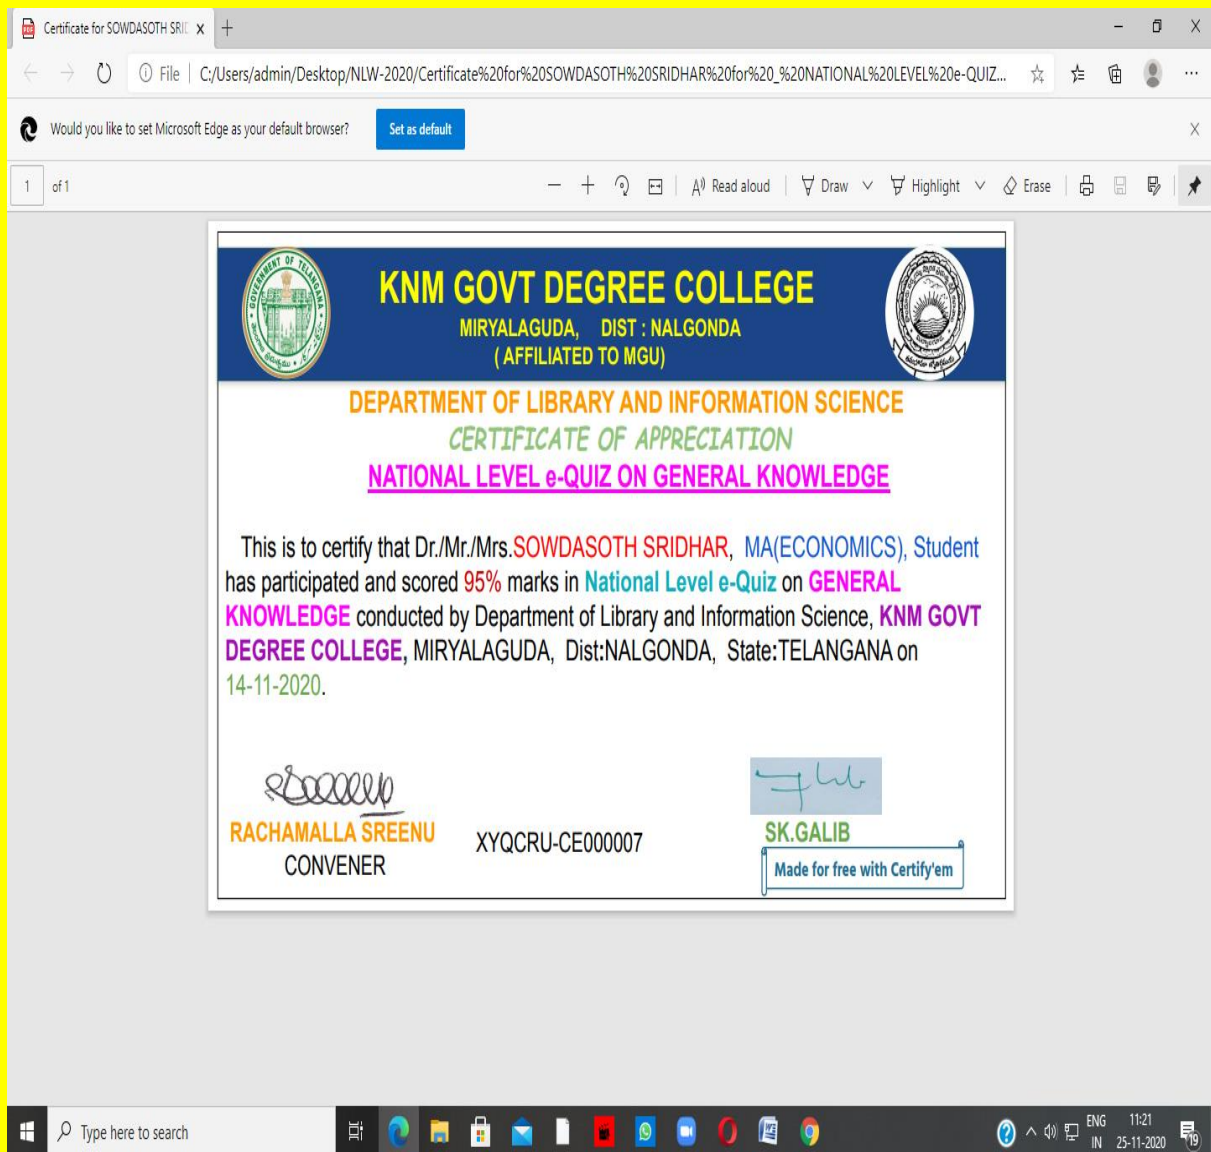 Certificate for SOWDASOTH SRID
File C:/Users/admin/Desktop/NLW-2020/Certificate%20for%20SOWDASOTH%20SRIDHAR%20for%20_%20NATIONAL%20LEVEL%20e-QUIZ...
Would you like to set Microsoft Edge as your default browser? Set as default
1 of 1 Read aloud Draw Highlight Erase
GOVERNMENT OF TELANGANA
KNM GOVT DEGREE COLLEGE
MIRYALAGUDA, DIST : NALGONDA
( AFFILIATED TO MGU)
DEPARTMENT OF LIBRARY AND INFORMATION SCIENCE
CERTIFICATE OF APPRECIATION
NATIONAL LEVEL e-QUIZ ON GENERAL KNOWLEDGE
This is to certify that Dr./Mr./Mrs.SOWDASOTH SRIDHAR, MA(ECONOMICS), Student
has participated and scored 95% marks in National Level e-Quiz on GENERAL
KNOWLEDGE conducted by Department of Library and Information Science, KNM GOVT
DEGREE COLLEGE, MIRYALAGUDA, Dist:NALGONDA, State:TELANGANA on
14-11-2020.
RACHAMALLA SREENU
CONVENER
XYQCRU-CE000007
SK.GALIB
Made for free with Certify'em
Type here to search
ENG 11:21
IN 25-11-2020
19